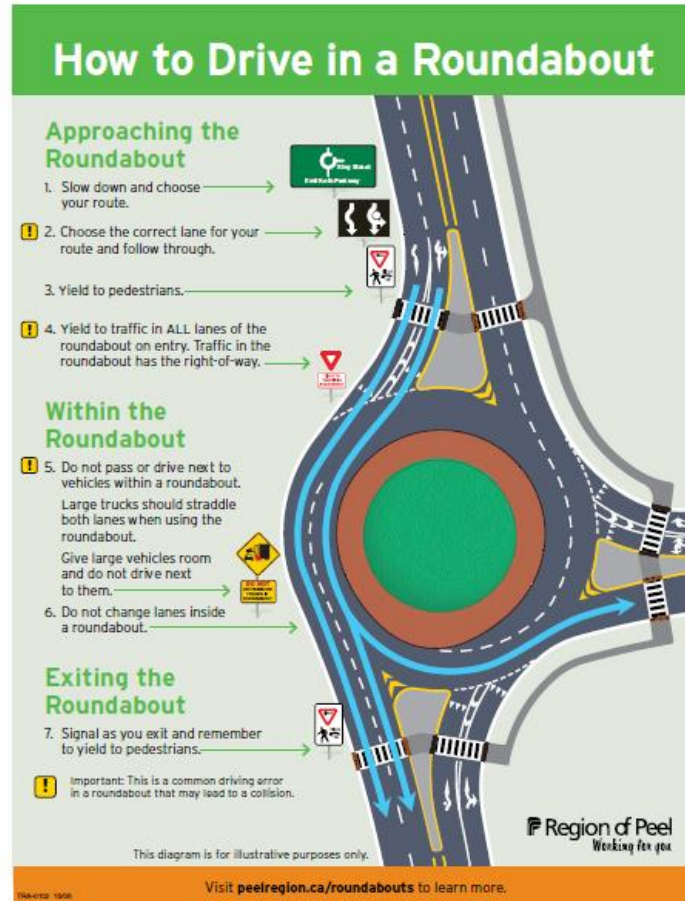 How to Drive in a Roundabout
Approaching the
Roundabout
1. Slow down and choose
your route.
! 2. Choose the correct lane for your
route and follow through.
3. Yield to pedestrians.
! 4. Yield to traffic in ALL lanes of the
roundabout on entry. Traffic in the
roundabout has the right-of-way.
Within the
Roundabout
! 5. Do not pass or drive next to
vehicles within a roundabout.
Large trucks should straddle
both lanes when using the
roundabout.
Give large vehicles room
and do not drive next
to them.
DO NOT
6. Do not change lanes inside
a roundabout.
Exiting the
Roundabout
7. Signal as you exit and remember
to yield to pedestrians.
! Important: This is a common driving error
in a roundabout that may lead to a collision.
Region of Peel
Working for you
This diagram is for illustrative purposes only.
Visit peelregion.ca/roundabouts to learn more.